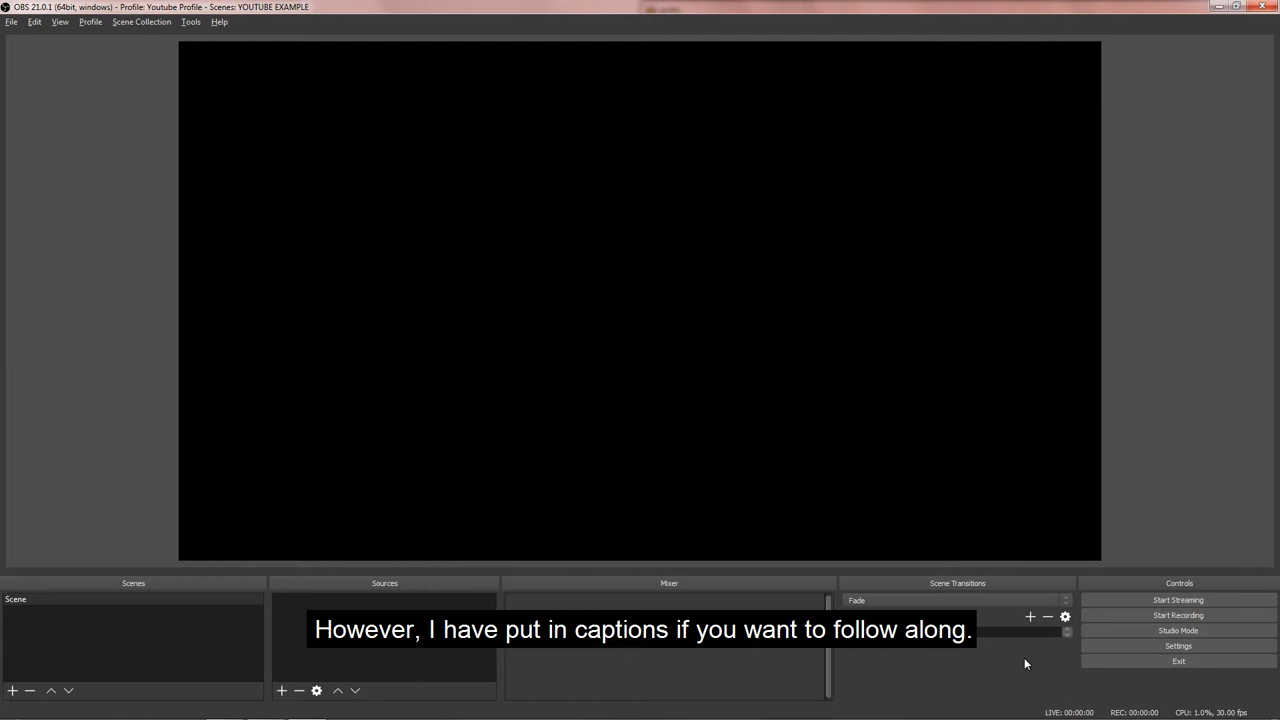 OBS 21.0.1 (64bit, windows) - Profile: Youtube Profile - Scenes: YOUTUBE EXAMPLE
File Edit View Profile Scene Collection Tools Help
Scenes Sources Mixer Scene Transitions Controls
Scene
Fade
Start Streaming
Start Recording
Studio Mode
Settings
Exit
However, I have put in captions if you want to follow along.
LIVE: 00:00:00 REC: 00:00:00 CPU: 1.0%, 30.00 fps